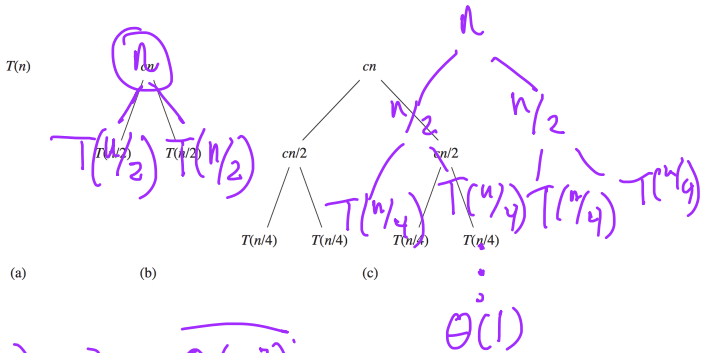 n
n
T(n)
cn
cn
n/2
n/2
T(n/2) T(n/2)
T(n/2) T(n/2)
cn/2
cn/2
T(n/4) T(n/4) T(n/4) T(n/4)
T(n/4) T(n/4) T(n/4) T(n/4)
(a) (b) (c)
Θ(1)